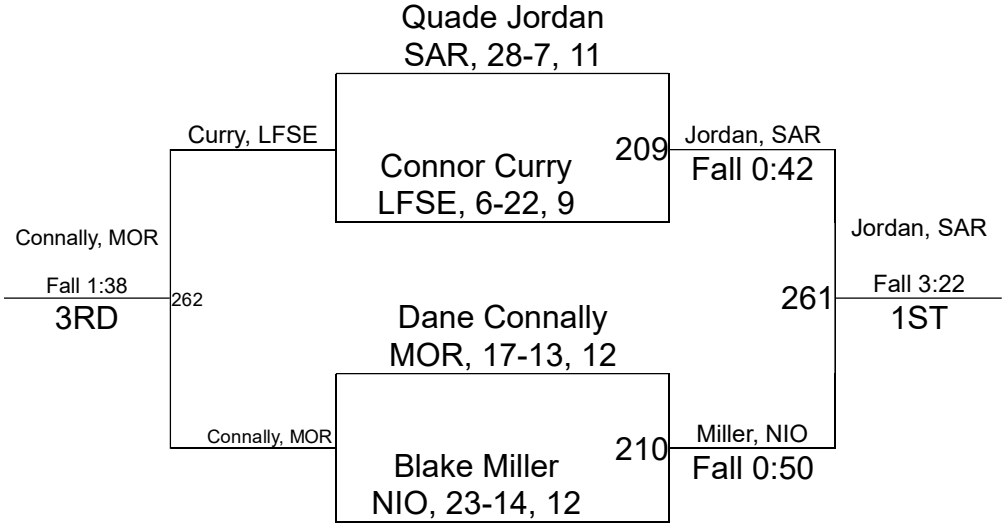 Quade Jordan
SAR, 28-7, 11
Curry, LFSE
209
Jordan, SAR
Connor Curry
Fall 0:42
LFSE, 6-22, 9
Connally, MOR
Jordan, SAR
Fall 1:38
262
261
Fall 3:22
3RD
Dane Connally
1ST
MOR, 17-13, 12
Connally, MOR
210
Miller, NIO
Blake Miller
Fall 0:50
NIO, 23-14, 12